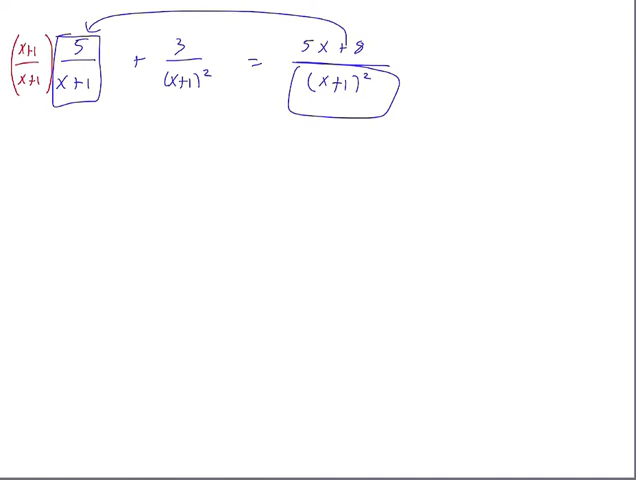 (x+1/x+1) 5/x+1 + 3/(x+1)² = 5x+8/(x+1)²